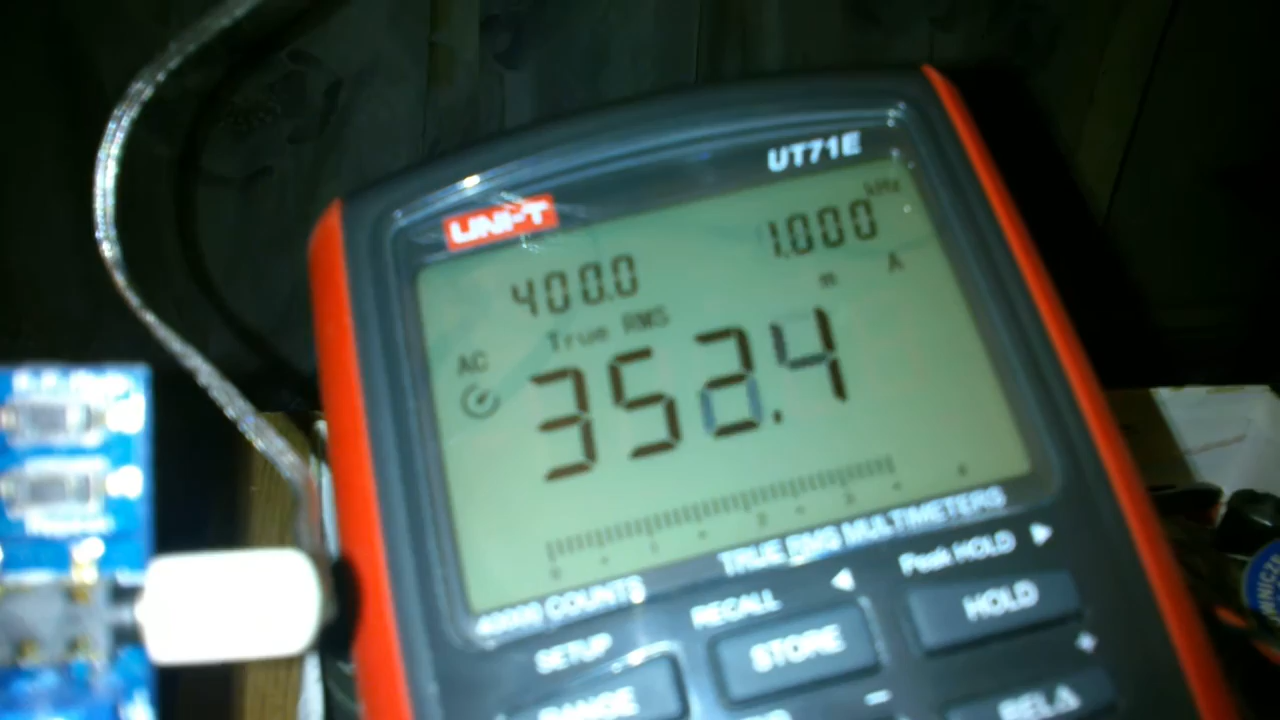 UT71E
UNI-T
kHz
400.0 1.000
m A
True RMS
AC
352.4
TRUE RMS MULTIMETERS
40000 COUNTS
Peak HOLD ▶
RECALL ◀
SETUP
HOLD
STORE
+
RANGE
−
REL Δ